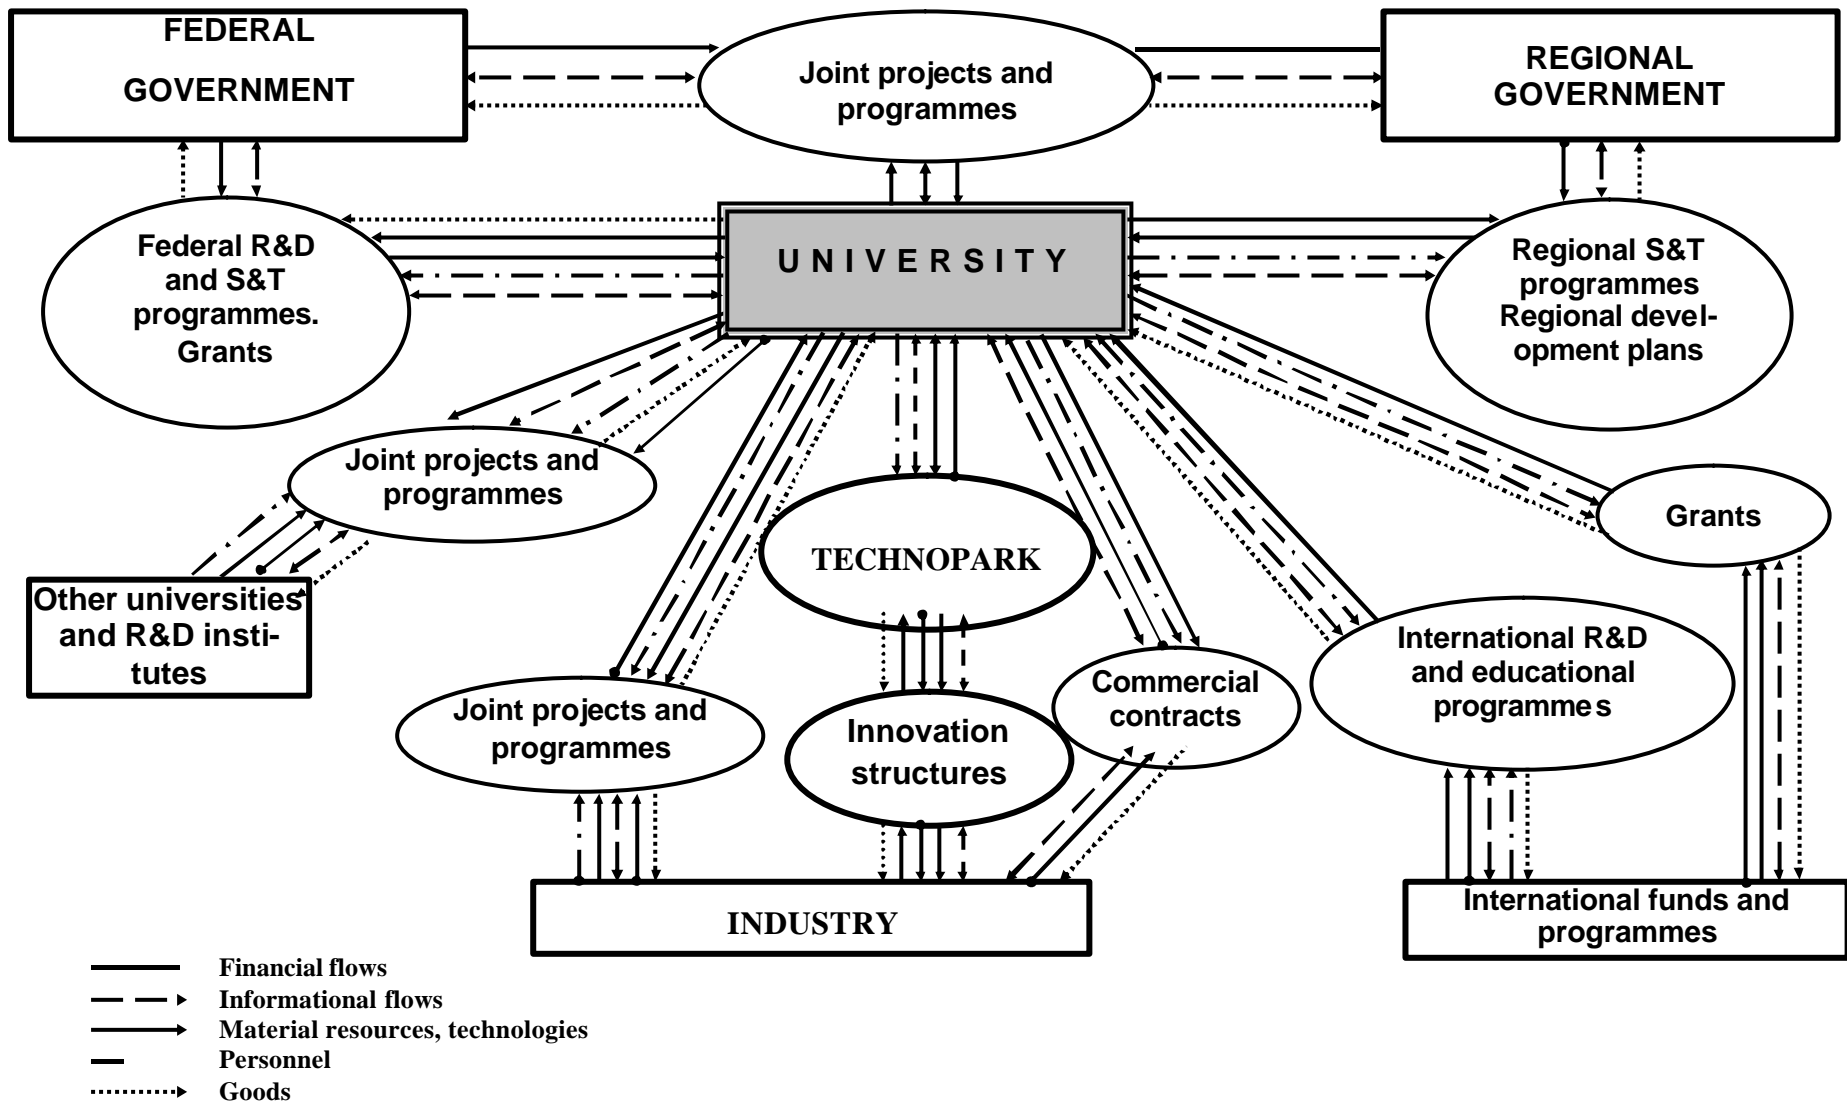 FEDERAL
GOVERNMENT
Joint projects and
programmes
REGIONAL
GOVERNMENT
Federal R&D
and S&T
programmes.
Grants
U N I V E R S I T Y
Regional S&T
programmes
Regional devel-
opment plans
Joint projects and
programmes
TECHNOPARK
Grants
Other universities
and R&D insti-
tutes
Joint projects and
programmes
Innovation
structures
Commercial
contracts
International R&D
and educational
programmes
INDUSTRY
International funds and
programmes
Financial flows
Informational flows
Material resources, technologies
Personnel
Goods